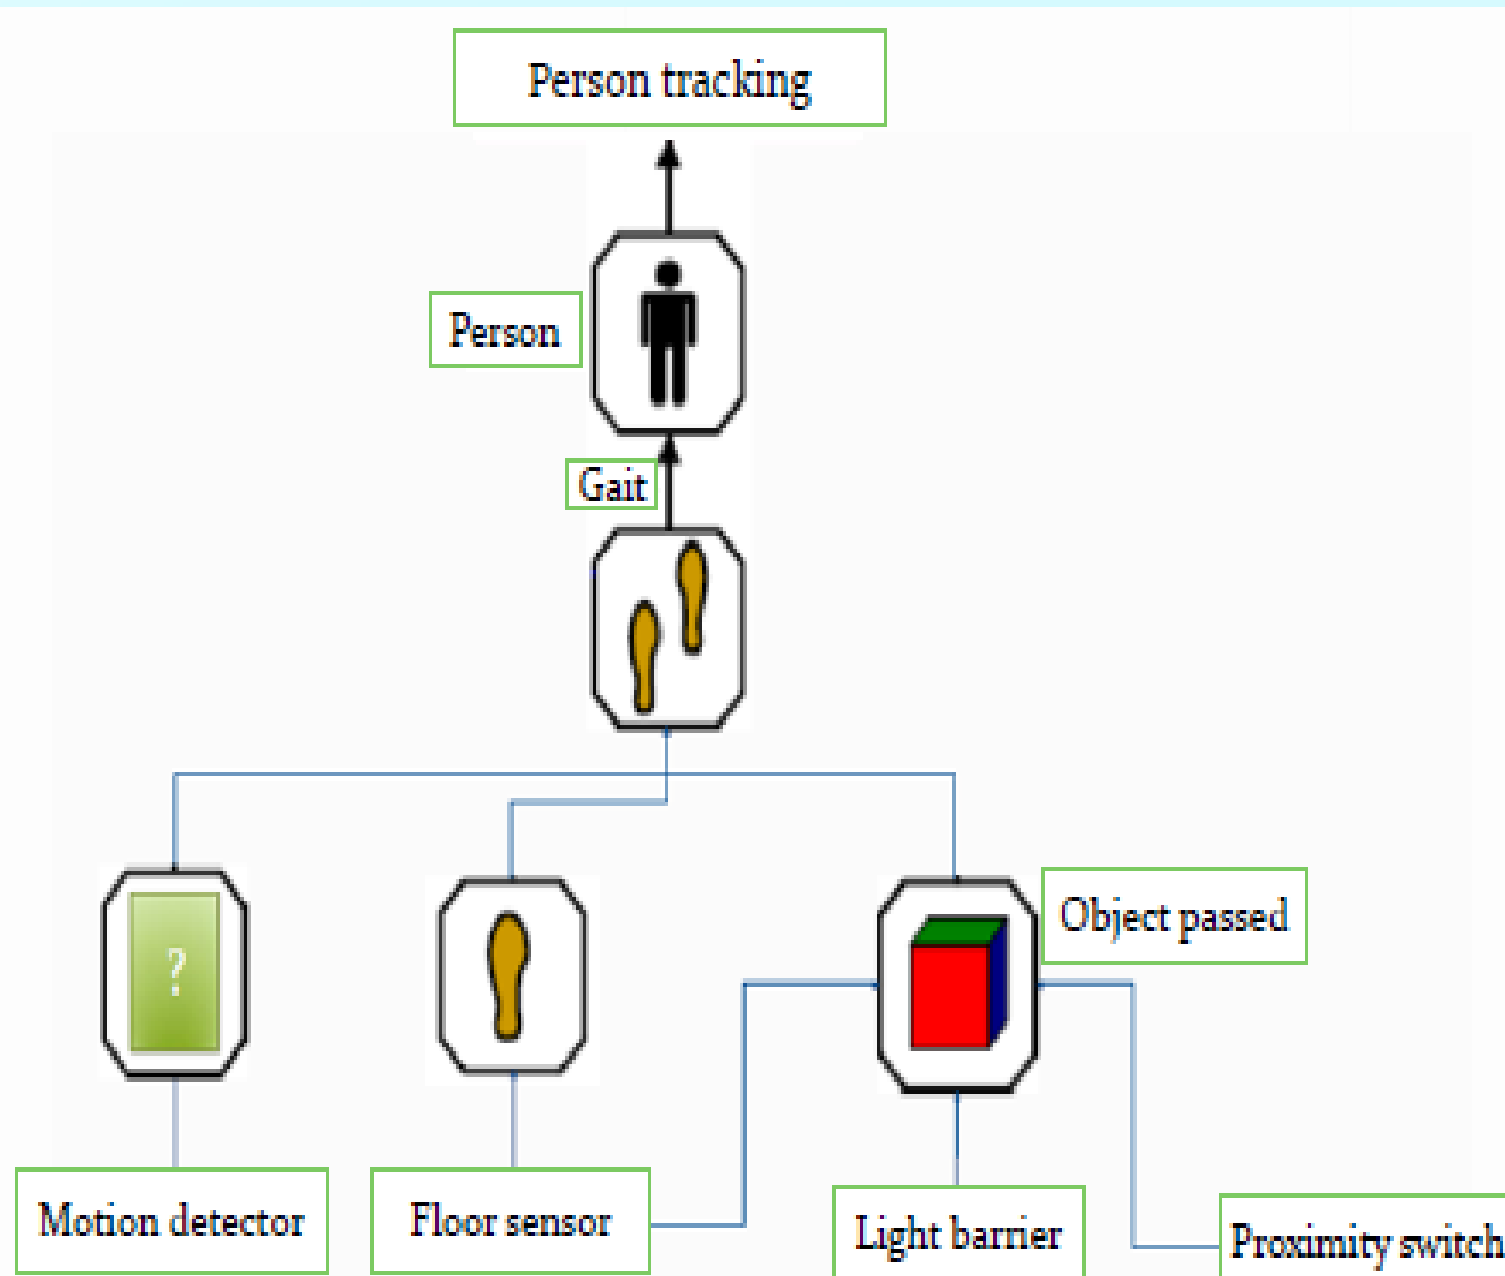 Person tracking
Person
Gait
Object passed
?
Motion detector
Floor sensor
Light barrier
Proximity switch